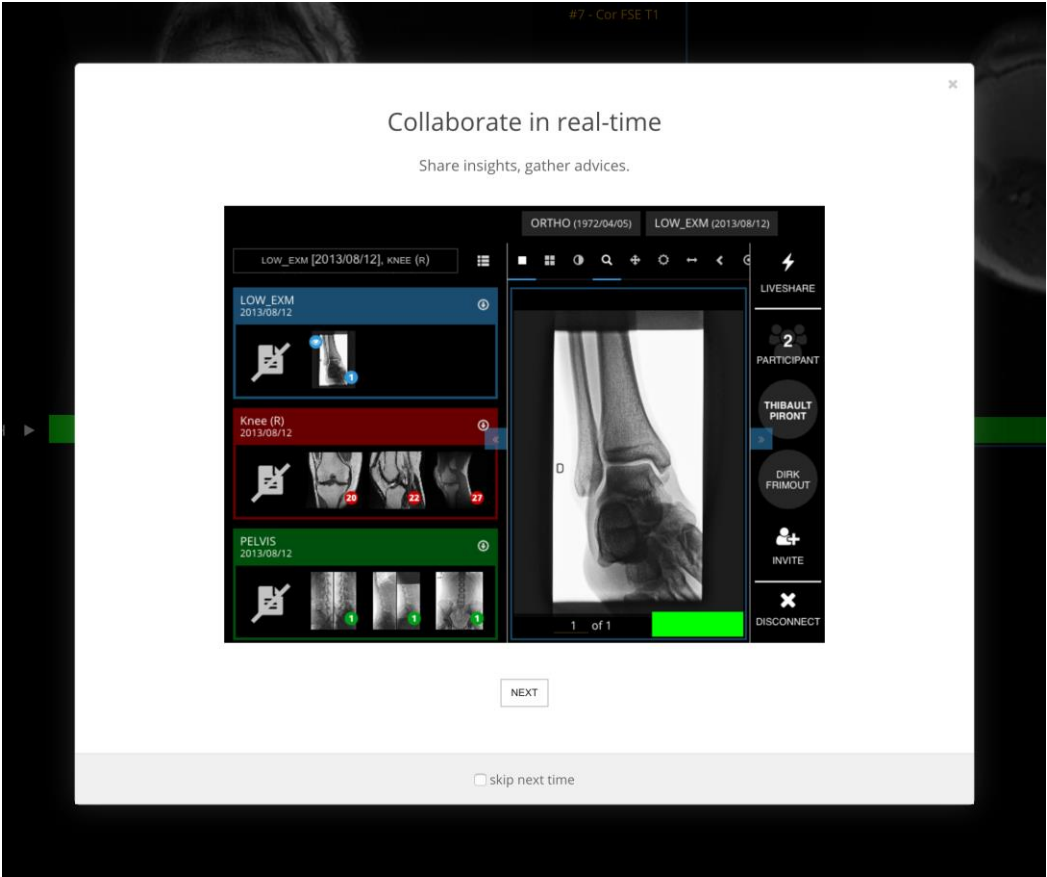 #7 - Cor FSE T1
×
Collaborate in real-time
Share insights, gather advices.
ORTHO (1972/04/05) LOW_EXM (2013/08/12)
LOW_EXM [2013/08/12], KNEE (R)
LIVESHARE
LOW_EXM
2013/08/12
1
2
PARTICIPANT
Knee (R)
2013/08/12
20 22 27
THIBAULT
PIRONT
D
DIRK
FRIMOUT
PELVIS
2013/08/12
1 1 1
INVITE
1 of 1
DISCONNECT
NEXT
skip next time